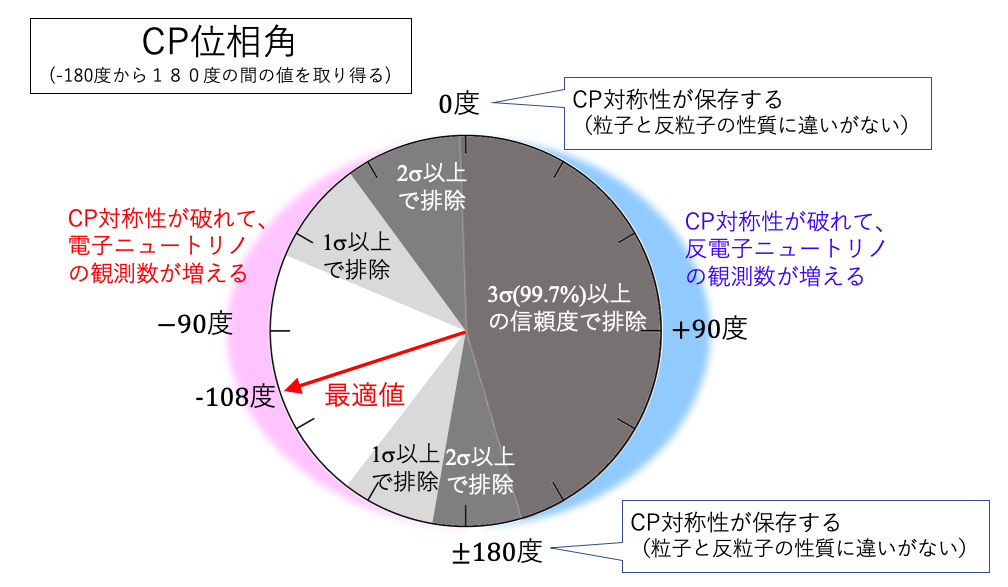 CP位相角
（-180度から１８０度の間の値を取り得る）
0度
CP対称性が保存する
（粒子と反粒子の性質に違いがない）
2σ以上
で排除
CP対称性が破れて、
電子ニュートリノ
の観測数が増える
1σ以上
で排除
CP対称性が破れて、
反電子ニュートリノ
の観測数が増える
3σ(99.7%)以上
の信頼度で排除
−90度
+90度
-108度
最適値
1σ以上
で排除
2σ以上
で排除
±180度
CP対称性が保存する
（粒子と反粒子の性質に違いがない）